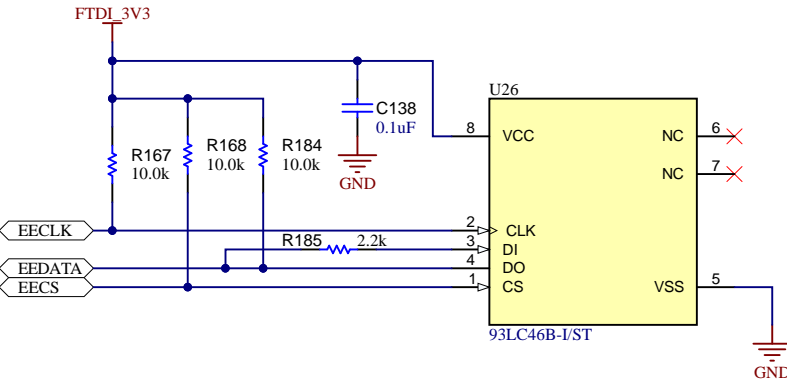 FTDI_3V3
U26
C138
0.1uF
8
VCC
NC
6
R167
10.0k
R168
10.0k
R184
10.0k
GND
NC
7
EECLK
2
CLK
R185
2.2k
3
DI
EEDATA
4
DO
EECS
1
CS
VSS
5
93LC46B-I/ST
GND